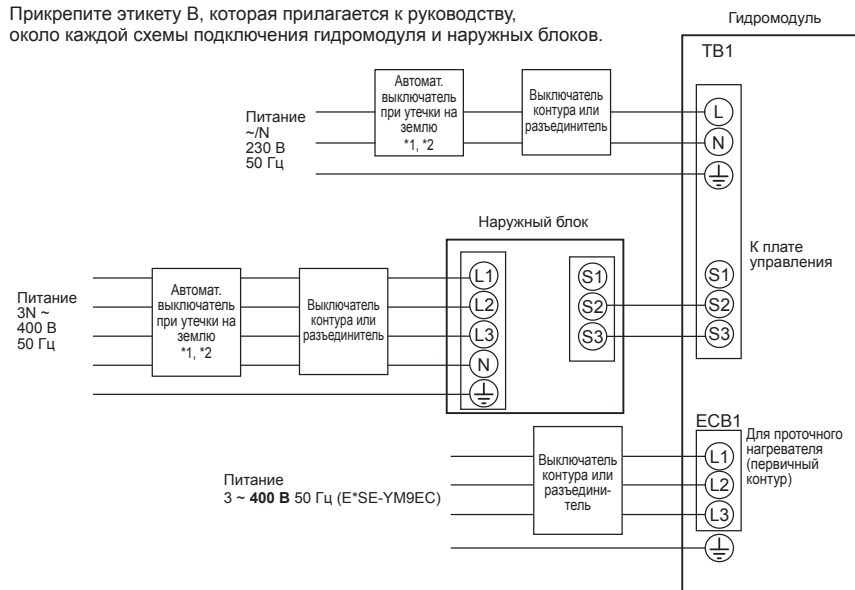 Прикрепите этикету B, которая прилагается к руководству,
около каждой схемы подключения гидромодуля и наружных блоков.
Гидромодуль
TB1
Автомат.
выключатель
при утечки на
землю
*1, *2
Выключатель
контура или
разъединитель
Питание
~/N
230 В
50 Гц
L
N
Наружный блок
К плате
управления
Питание
3N ~
400 В
50 Гц
Автомат.
выключатель
при утечки на
землю
*1, *2
Выключатель
контура или
разъединитель
L1
L2
L3
N
S1
S2
S3
S1
S2
S3
ECB1
Для проточного
нагревателя
(первичный
контур)
Питание
3 ~ 400 В 50 Гц (E*SE-YM9EC)
Выключатель
контура или
разъедини-
тель
L1
L2
L3